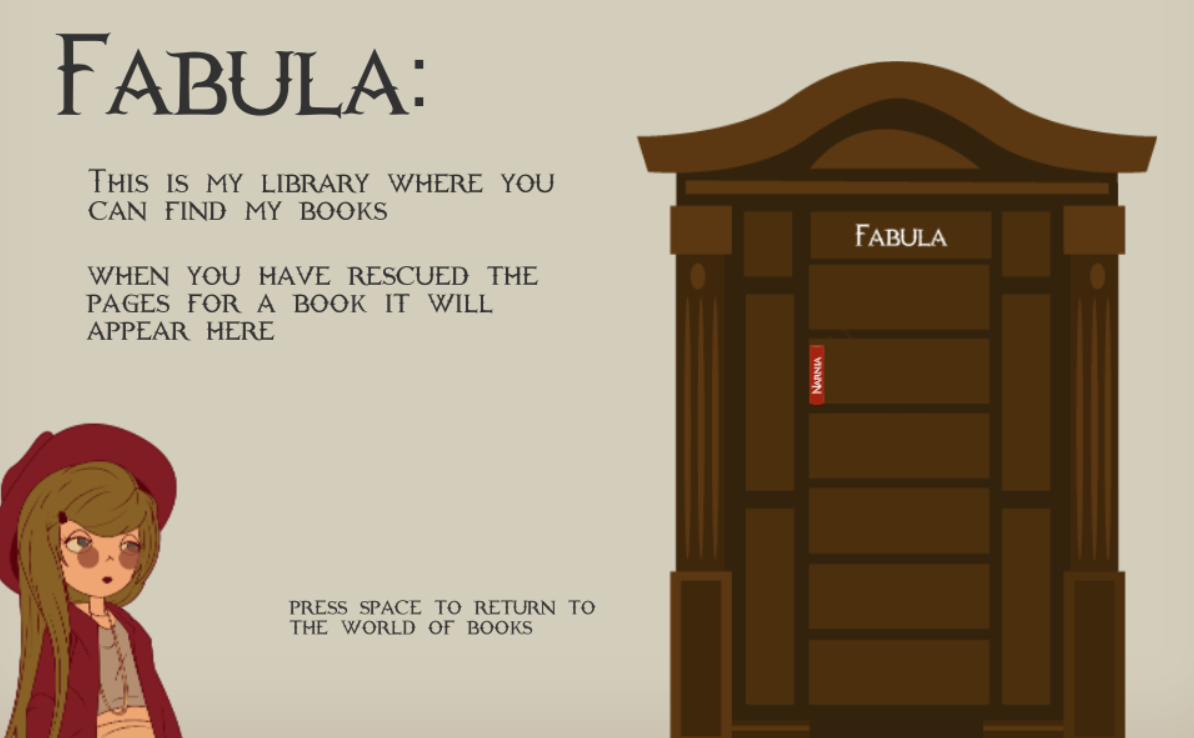 Fabula:
This is my library where you
can find my books
when you have rescued the
pages for a book it will
appear here
press space to return to
the world of books
Fabula
Narnia